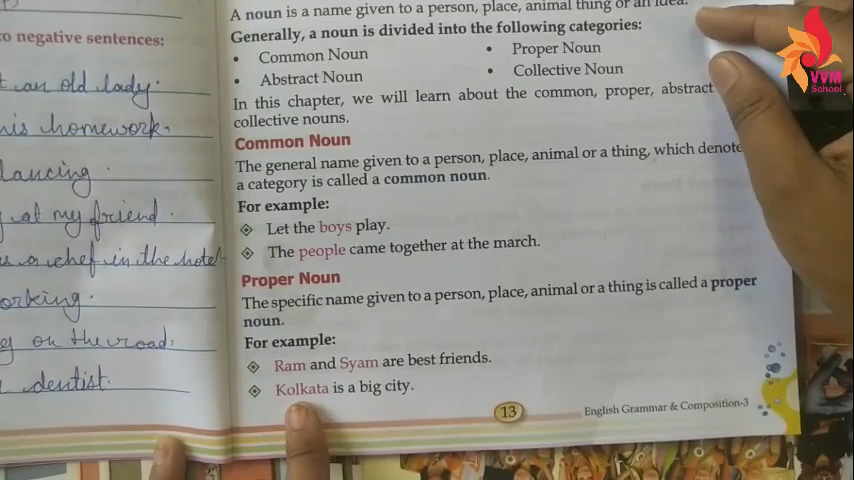 to negative sentences:
an old lady.
his homework.
dancing.
at my friend.
is a chef in the hotel.
orking.
on the road.
dentist.
A noun is a name given to a person, place, animal thing or an idea.
Generally, a noun is divided into the following categories:
• Common Noun
• Proper Noun
• Abstract Noun
• Collective Noun
In this chapter, we will learn about the common, proper, abstract
collective nouns.
Common Noun
The general name given to a person, place, animal or a thing, which denote
a category is called a common noun.
For example:
Let the boys play.
The people came together at the march.
Proper Noun
The specific name given to a person, place, animal or a thing is called a proper
noun.
For example:
Ram and Syam are best friends.
Kolkata is a big city.
13
English Grammar & Composition-3
VVM
School